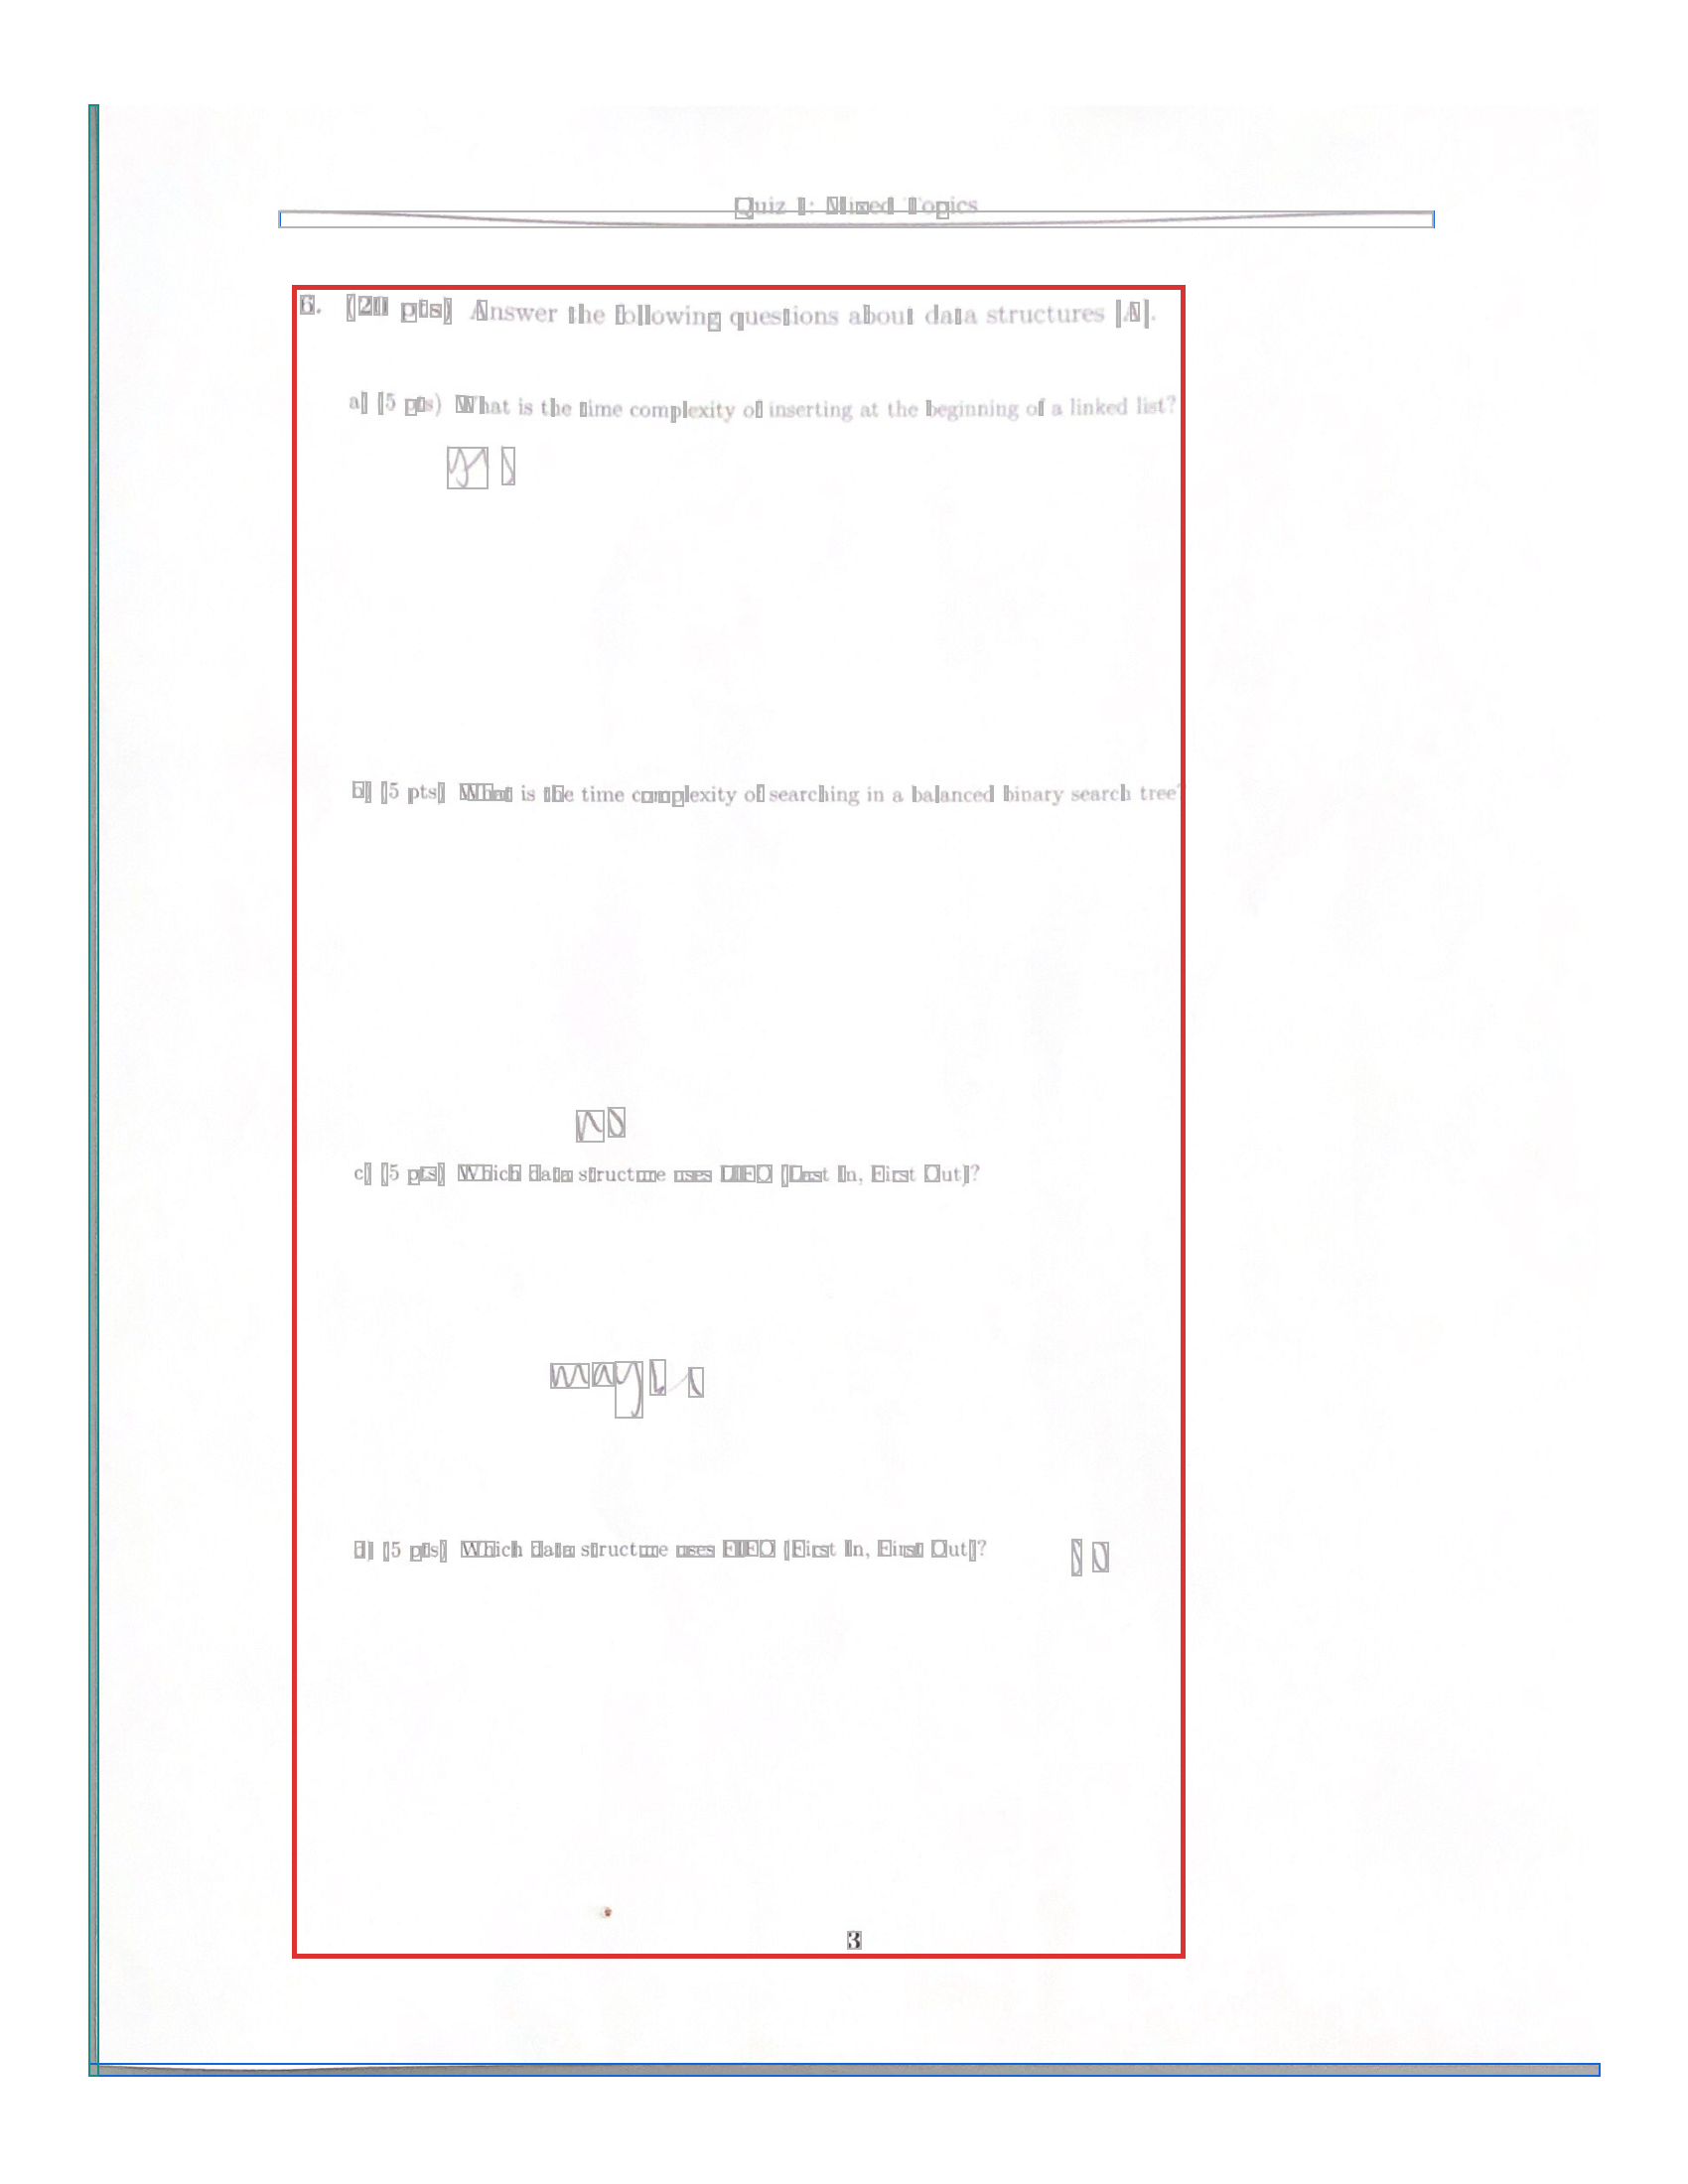 Quiz 1: Mixed Topics
6. (20 pts) Answer the following questions about data structures [A].
a) (5 pts) What is the time complexity of inserting at the beginning of a linked list?
b) (5 pts) What is the time complexity of searching in a balanced binary search tree?
no
c) (5 pts) Which data structure uses LIFO (Last In, First Out)?
d) (5 pts) Which data structure uses FIFO (First In, First Out)?
3